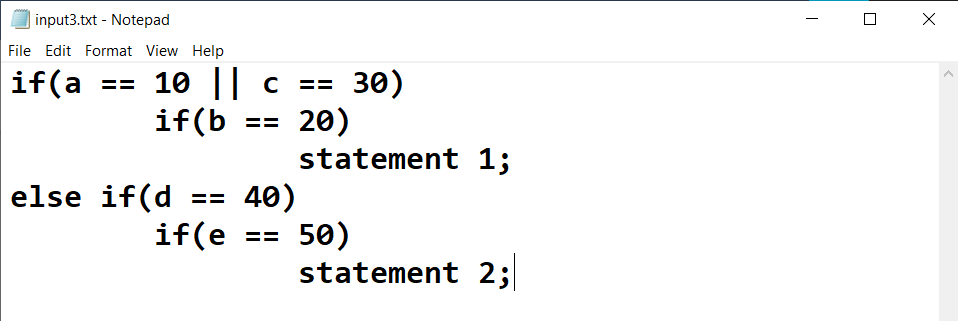 input3.txt - Notepad
File Edit Format View Help
if(a == 10 || c == 30)
        if(b == 20)
                statement 1;
else if(d == 40)
        if(e == 50)
                statement 2;